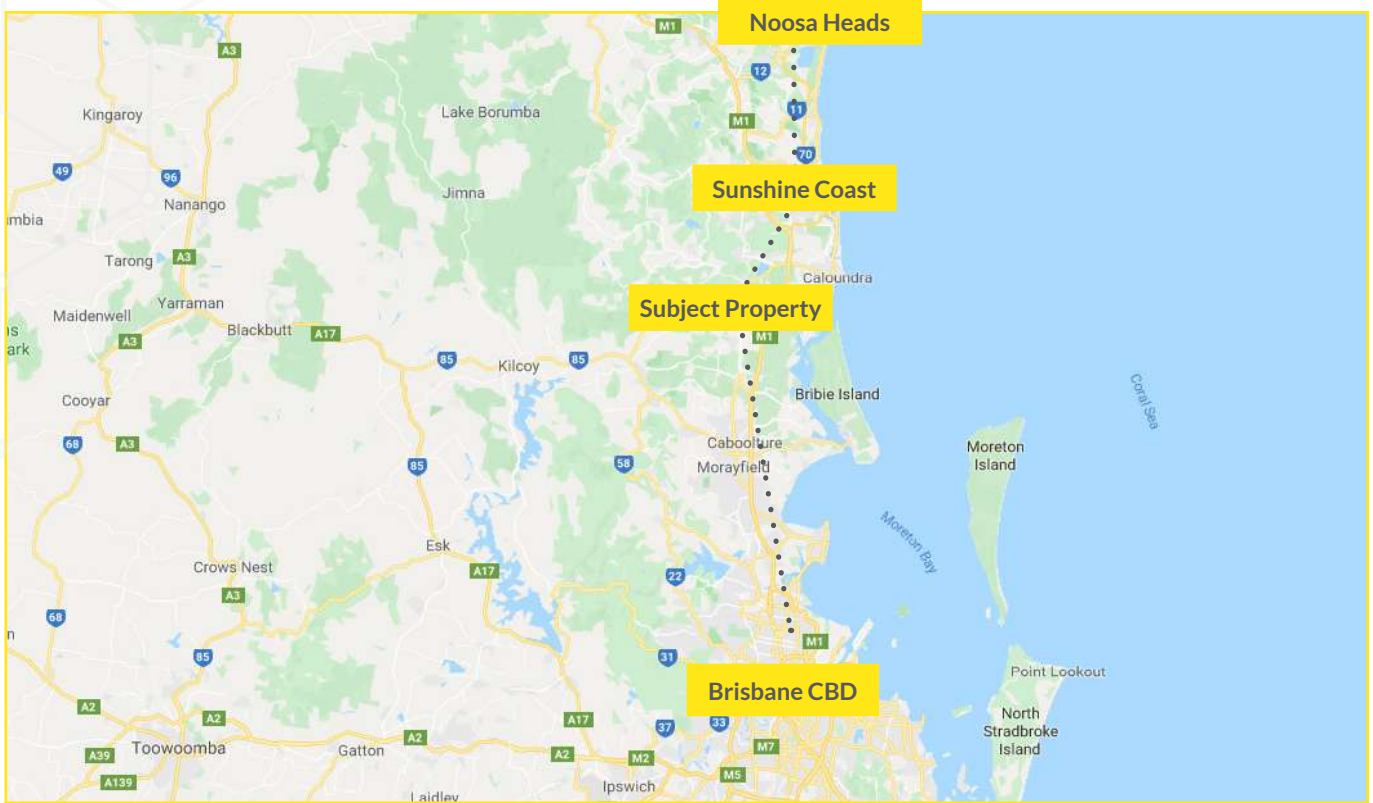 Noosa Heads
M1
A3
12
Kingaroy
Lake Borumba
11
M1
70
49
96
Jimna
Sunshine Coast
Nanango
imbia
A3
Tarong
Caloundra
Yarraman
Subject Property
Maidenwell
Blackbutt
A17
M1
ns
ark
A3
85
Kilcoy
85
Bribie Island
Cooyar
Coral Sea
68
A3
Caboolture
Moreton
Island
58
85
Morayfield
Moreton Bay
Esk
A17
22
Crows Nest
A3
68
n
M1
85
31
Point Lookout
Brisbane CBD
A2
A2
A17
37
33
North
Stradbroke
Island
Toowoomba
Gatton
A2
A39
A2
M2
M7
A139
M5
Ipswich
Laidley